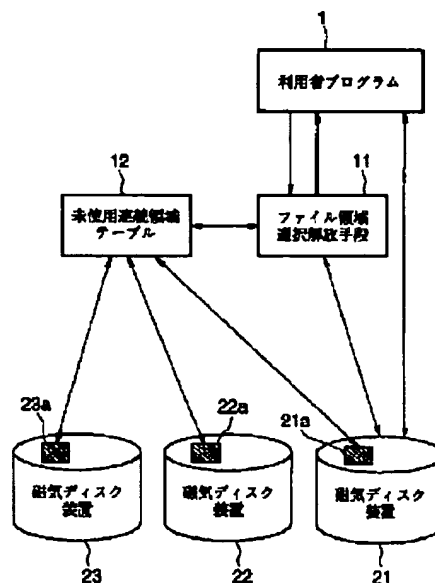 1
利用者プログラム
12
11
未使用連続領域
テーブル
ファイル領域
選択解放手段
23a
22a
21a
磁気ディスク
装置
磁気ディスク
装置
磁気ディスク
装置
23
22
21